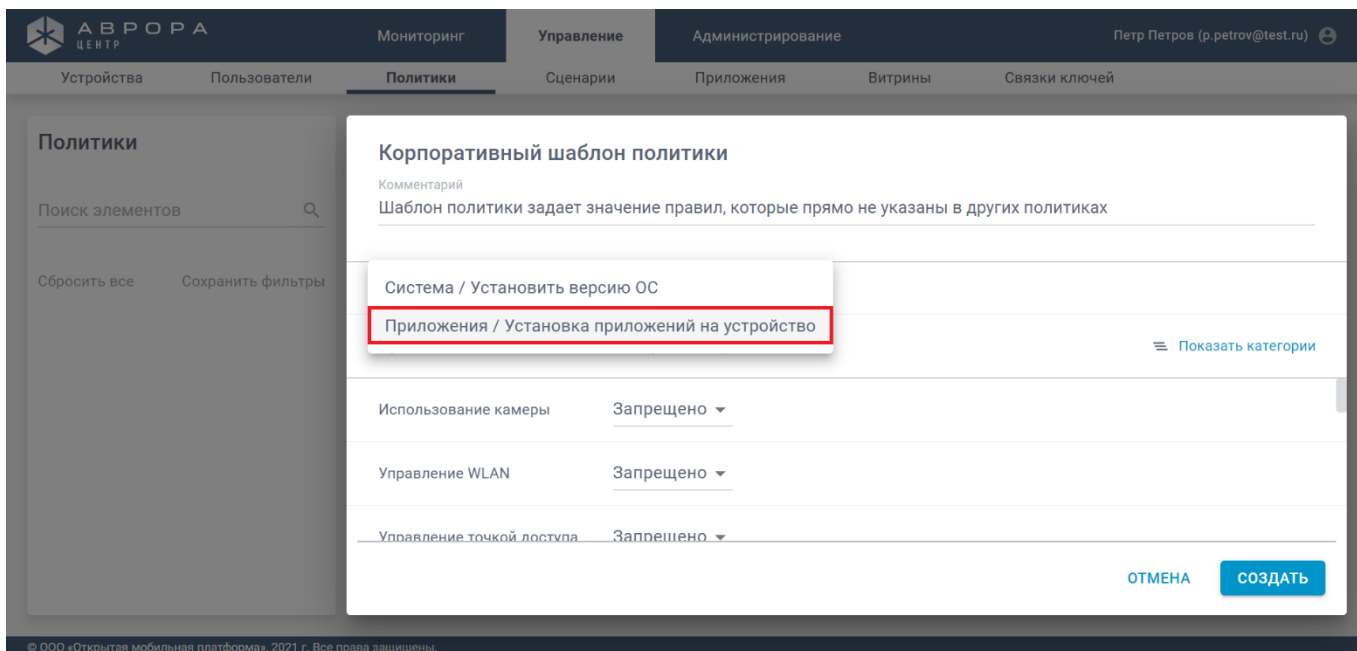 АВРОРА
ЦЕНТР
Мониторинг
Управление
Администрирование
Петр Петров (p.petrov@test.ru)
Устройства
Пользователи
Политики
Сценарии
Приложения
Витрины
Связки ключей
Политики
Поиск элементов
Сбросить все
Сохранить фильтры
Корпоративный шаблон политики
Комментарий
Шаблон политики задает значение правил, которые прямо не указаны в других политиках
Система / Установить версию ОС
Приложения / Установка приложений на устройство
Показать категории
Использование камеры
Запрещено
Управление WLAN
Запрещено
Управление точкой доступа
Запрещено
ОТМЕНА
СОЗДАТЬ
© ООО «Открытая мобильная платформа», 2021 г. Все права защищены.